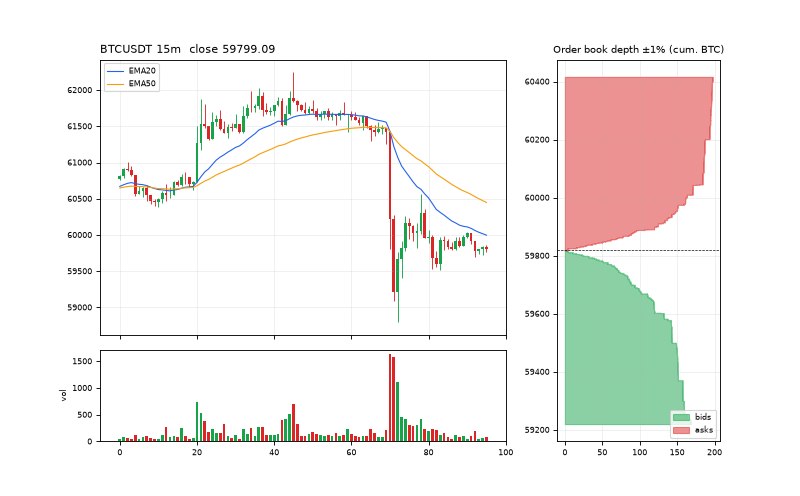 BTCUSDT 15m  close 59799.09
EMA20
EMA50
62000
61500
61000
60500
60000
59500
59000
1500
1000
500
0
vol
0 20 40 60 80 100
Order book depth ±1% (cum. BTC)
60400
60200
60000
59800
59600
59400
59200
bids
asks
0 50 100 150 200